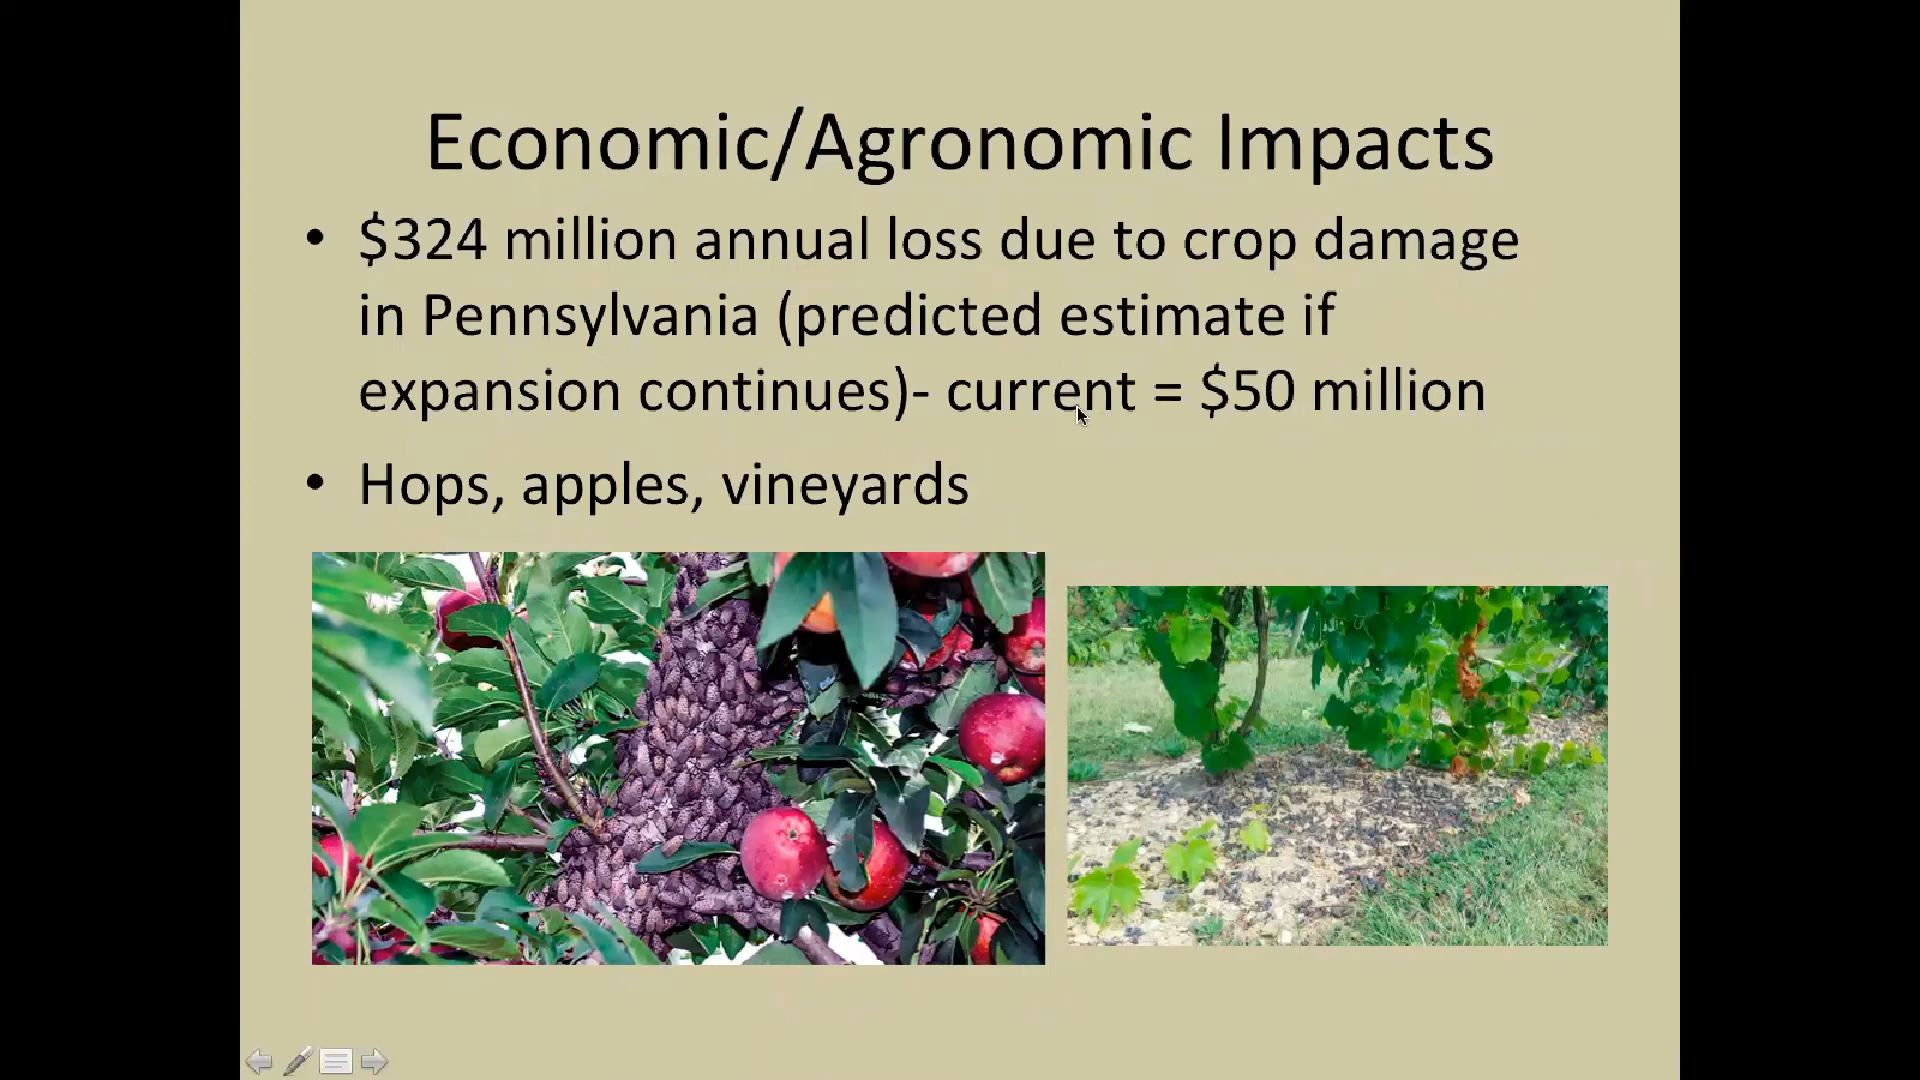 Economic/Agronomic Impacts
• $324 million annual loss due to crop damage
in Pennsylvania (predicted estimate if
expansion continues)- current = $50 million
• Hops, apples, vineyards